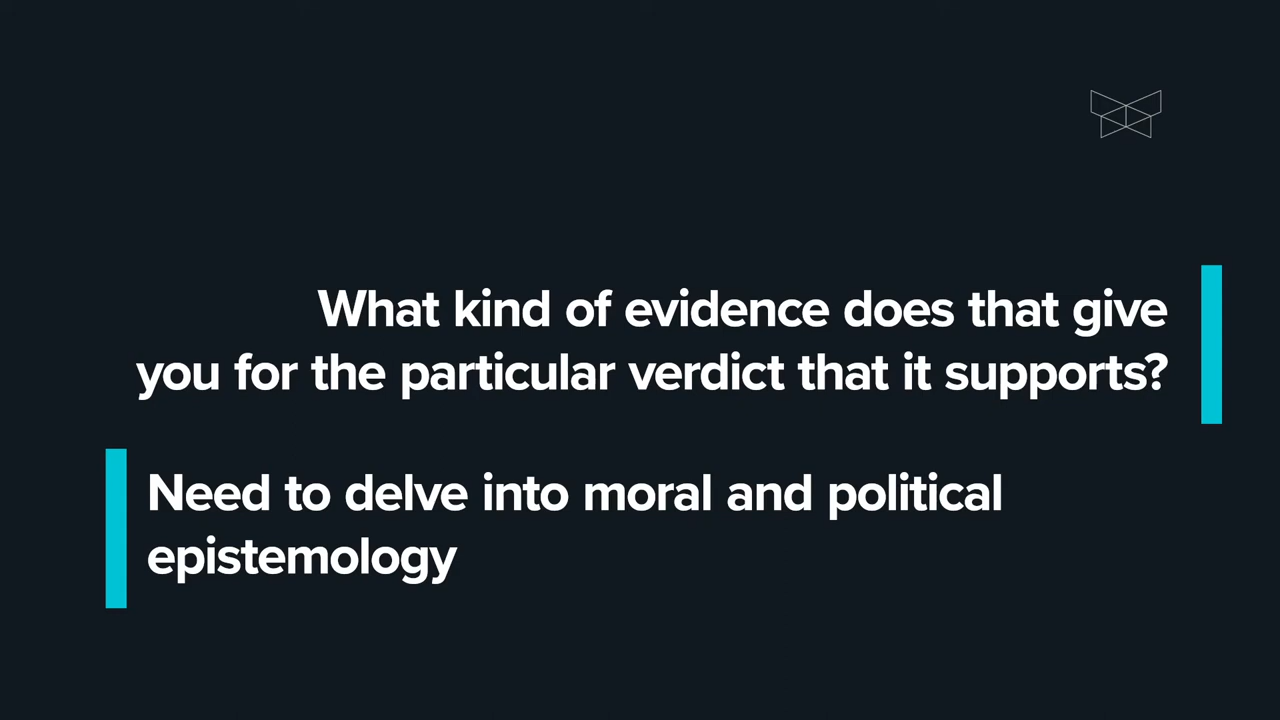 What kind of evidence does that give
you for the particular verdict that it supports?
Need to delve into moral and political
epistemology